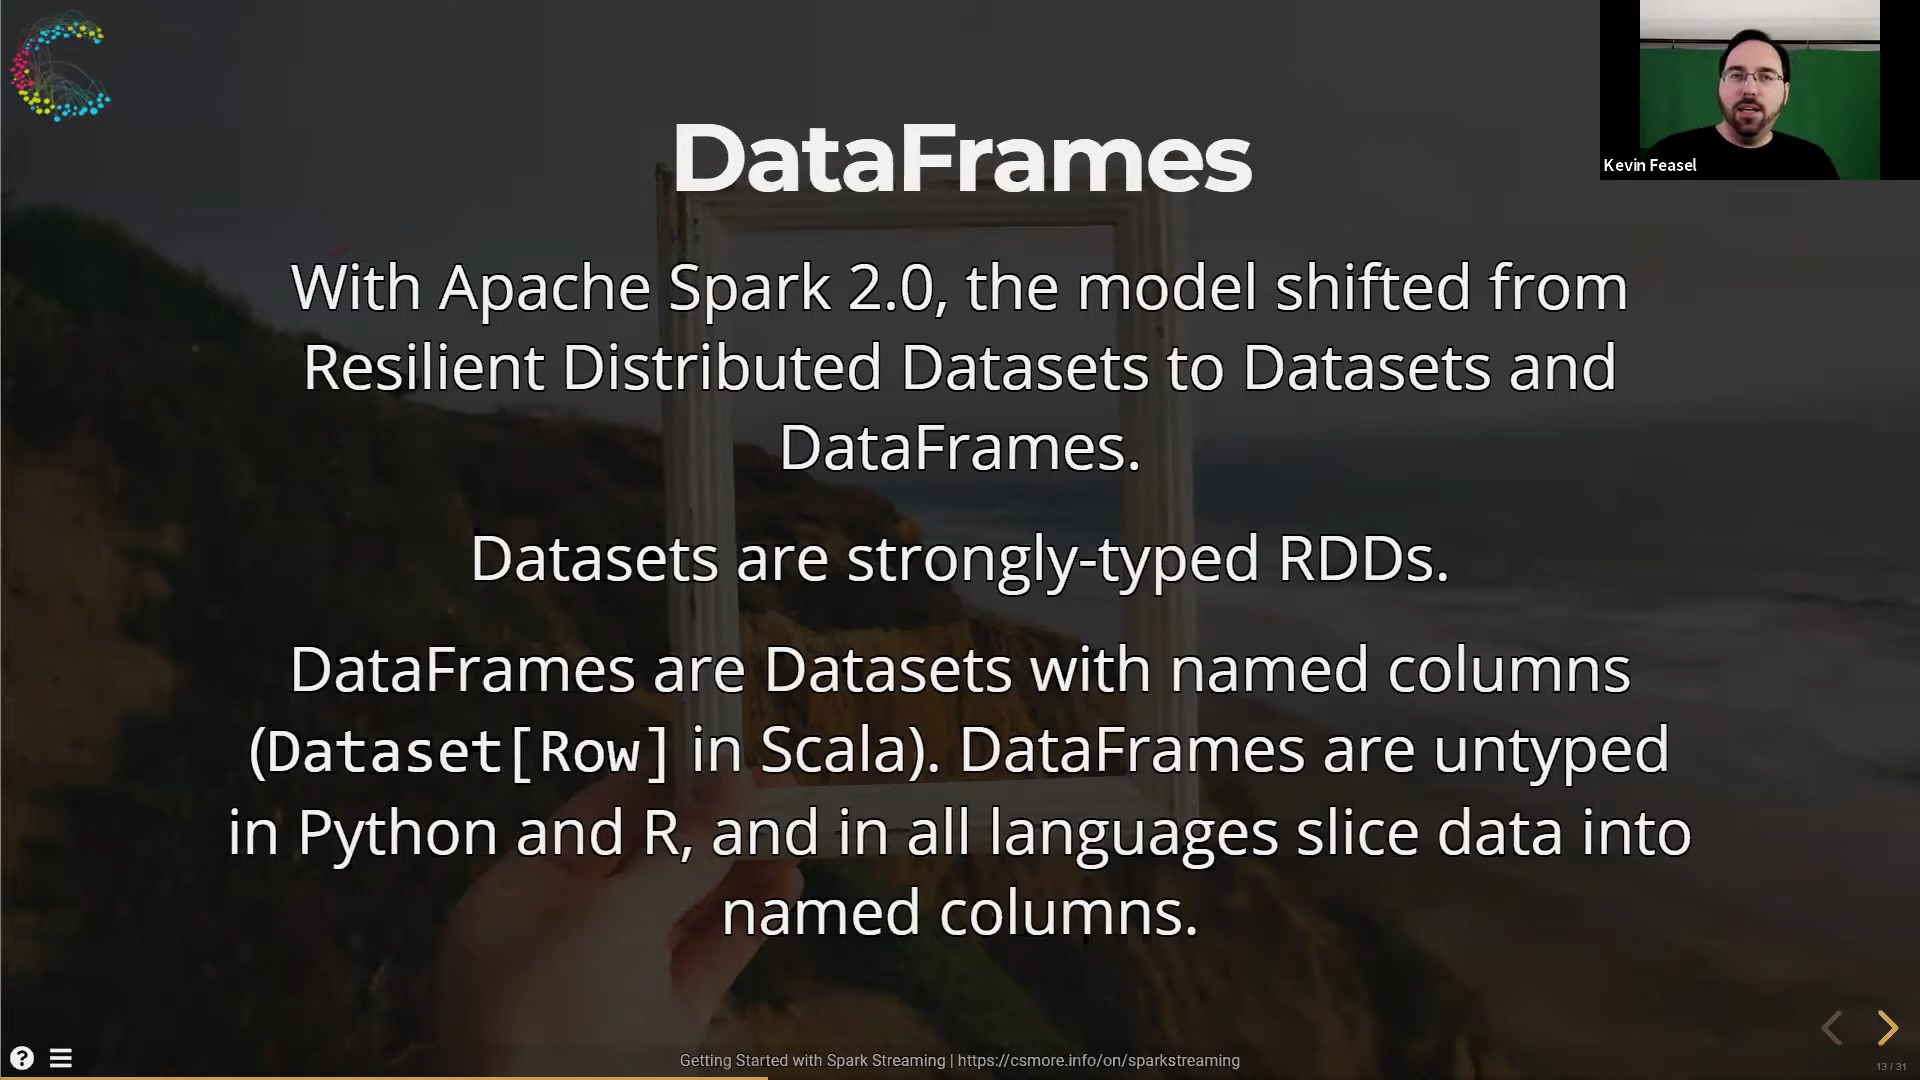 DataFrames
Kevin Feasel
With Apache Spark 2.0, the model shifted from
Resilient Distributed Datasets to Datasets and
DataFrames.
Datasets are strongly-typed RDDs.
DataFrames are Datasets with named columns
(Dataset[Row] in Scala). DataFrames are untyped
in Python and R, and in all languages slice data into
named columns.
Getting Started with Spark Streaming | https://csmore.info/on/sparkstreaming
13 / 31